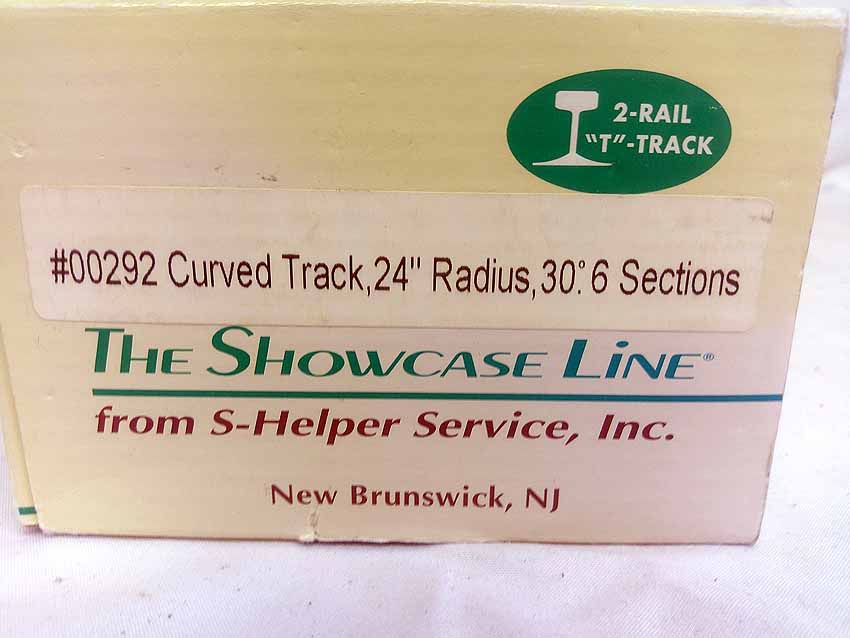 2-RAIL
"T"-TRACK
#00292 Curved Track,24" Radius,30°. 6 Sections
THE SHOWCASE LiNE®
from S-Helper Service, Inc.
New Brunswick, NJ